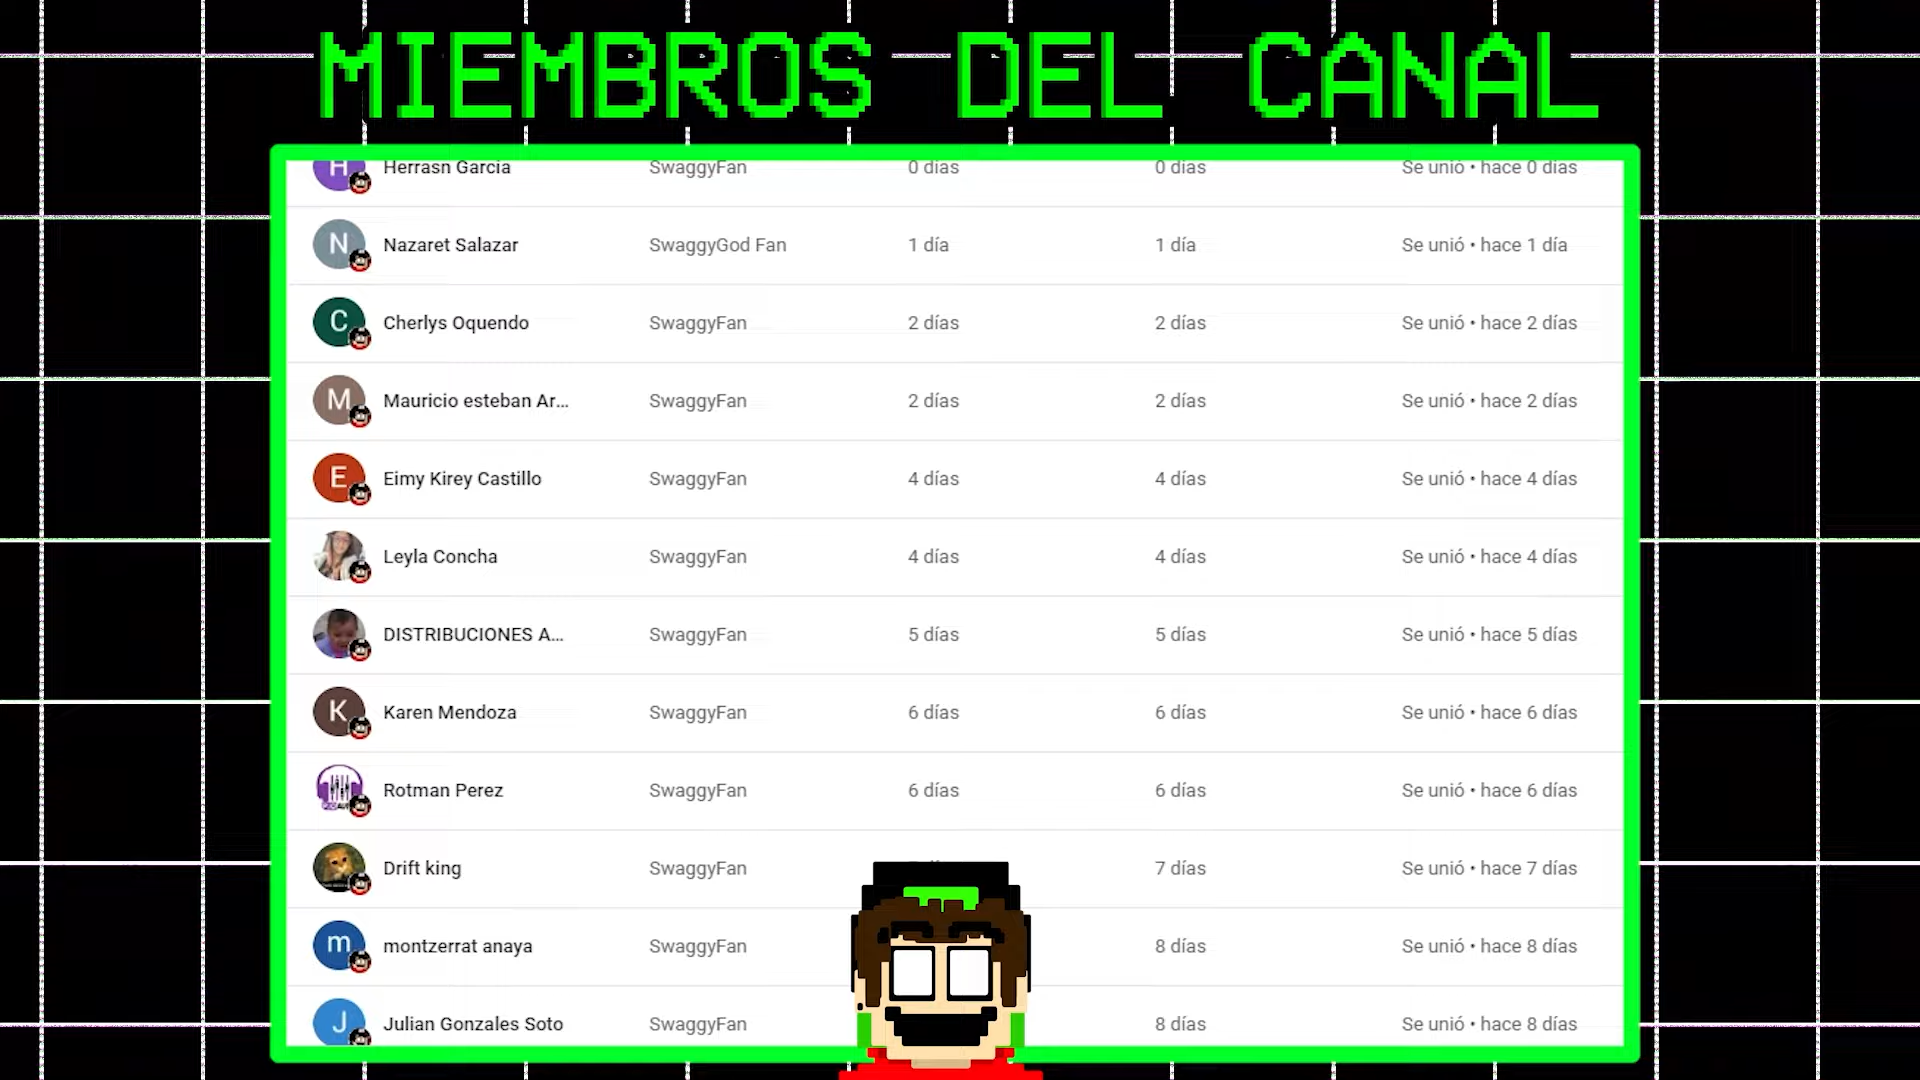 MIEMBROS DEL CANAL
H Herrasn Garcia SwaggyFan 0 días 0 días Se unió • hace 0 días
N Nazaret Salazar SwaggyGod Fan 1 día 1 día Se unió • hace 1 día
C Cherlys Oquendo SwaggyFan 2 días 2 días Se unió • hace 2 días
M Mauricio esteban Ar... SwaggyFan 2 días 2 días Se unió • hace 2 días
E Eimy Kirey Castillo SwaggyFan 4 días 4 días Se unió • hace 4 días
Leyla Concha SwaggyFan 4 días 4 días Se unió • hace 4 días
DISTRIBUCIONES A... SwaggyFan 5 días 5 días Se unió • hace 5 días
K Karen Mendoza SwaggyFan 6 días 6 días Se unió • hace 6 días
Rotman Perez SwaggyFan 6 días 6 días Se unió • hace 6 días
Drift king SwaggyFan 7 días Se unió • hace 7 días
m montzerrat anaya SwaggyFan 8 días Se unió • hace 8 días
J Julian Gonzales Soto SwaggyFan 8 días Se unió • hace 8 días